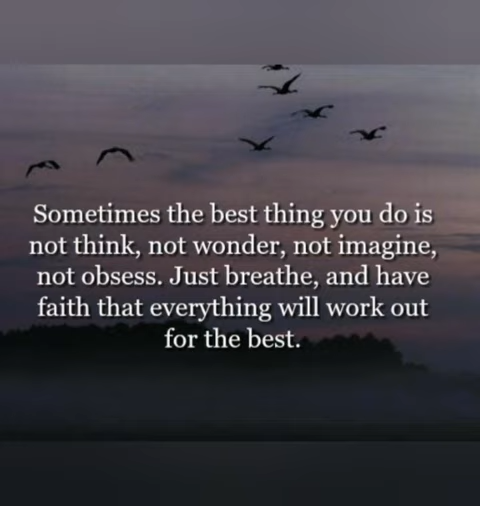 Sometimes the best thing you do is
not think, not wonder, not imagine,
not obsess. Just breathe, and have
faith that everything will work out
for the best.